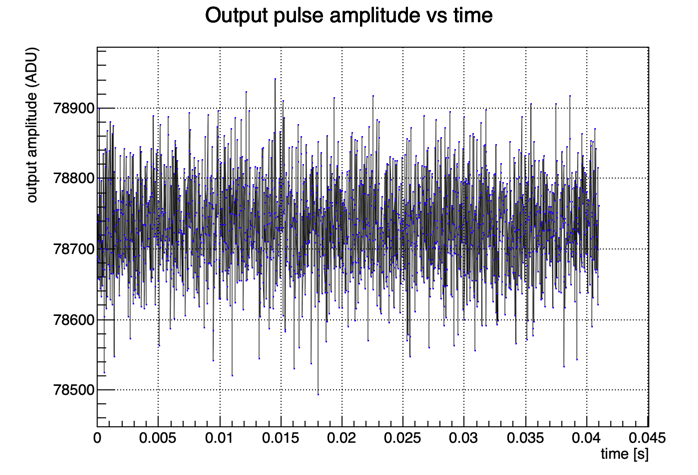 Output pulse amplitude vs time
output amplitude (ADU)
78900
78800
78700
78600
78500
0 0.005 0.01 0.015 0.02 0.025 0.03 0.035 0.04 0.045
time [s]